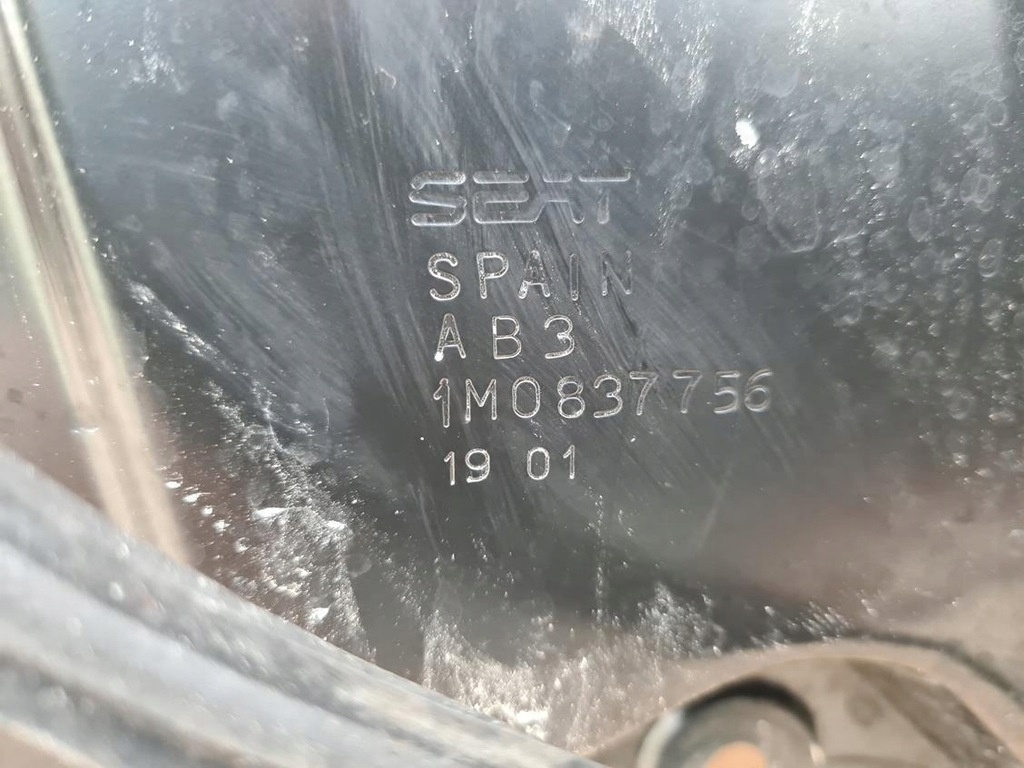 SEAT
SPAIN
AB3
1M0837756
19 01